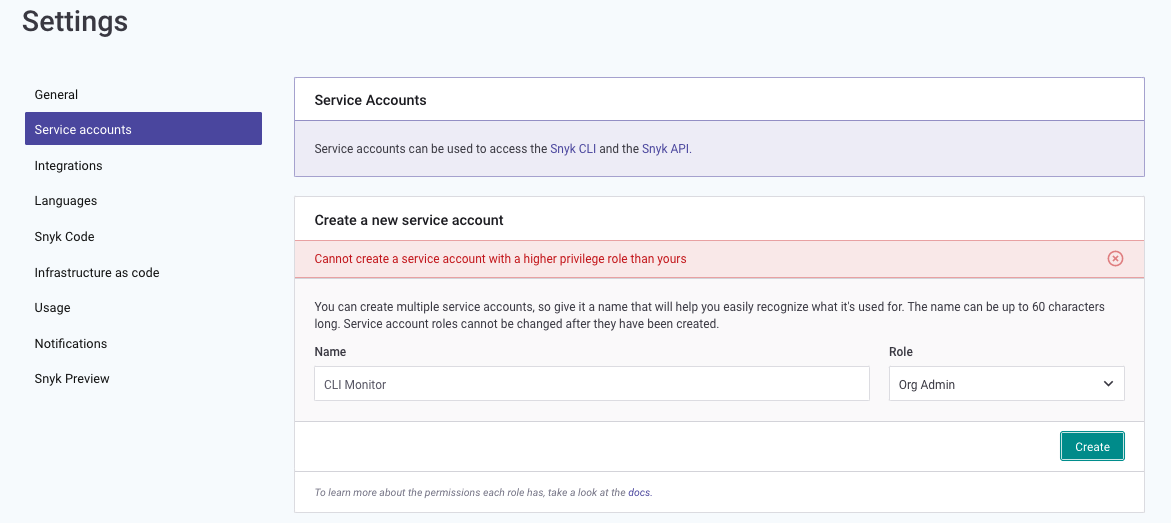 Settings
General
Service accounts
Integrations
Languages
Snyk Code
Infrastructure as code
Usage
Notifications
Snyk Preview
Service Accounts
Service accounts can be used to access the Snyk CLI and the Snyk API.
Create a new service account
Cannot create a service account with a higher privilege role than yours
You can create multiple service accounts, so give it a name that will help you easily recognize what it's used for. The name can be up to 60 characters
long. Service account roles cannot be changed after they have been created.
Name
CLI Monitor
Role
Org Admin
Create
To learn more about the permissions each role has, take a look at the docs.